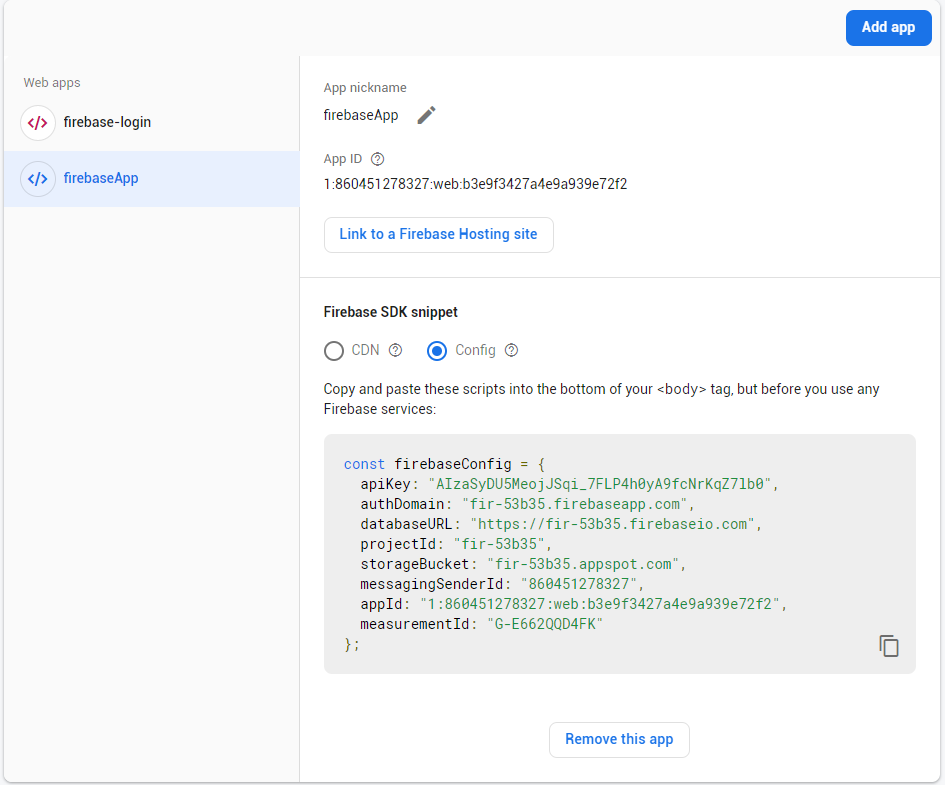 Add app
Web apps
</> firebase-login
</> firebaseApp
App nickname
firebaseApp
App ID
1:860451278327:web:b3e9f3427a4e9a939e72f2
Link to a Firebase Hosting site
Firebase SDK snippet
CDN Config
Copy and paste these scripts into the bottom of your <body> tag, but before you use any
Firebase services:
const firebaseConfig = {
apiKey: "AIzaSyDU5MeojJSqi_7FLP4h0yA9fcNrKqZ7lb0",
authDomain: "fir-53b35.firebaseapp.com",
databaseURL: "https://fir-53b35.firebaseio.com",
projectId: "fir-53b35",
storageBucket: "fir-53b35.appspot.com",
messagingSenderId: "860451278327",
appId: "1:860451278327:web:b3e9f3427a4e9a939e72f2",
measurementId: "G-E662QQD4FK"
};
Remove this app